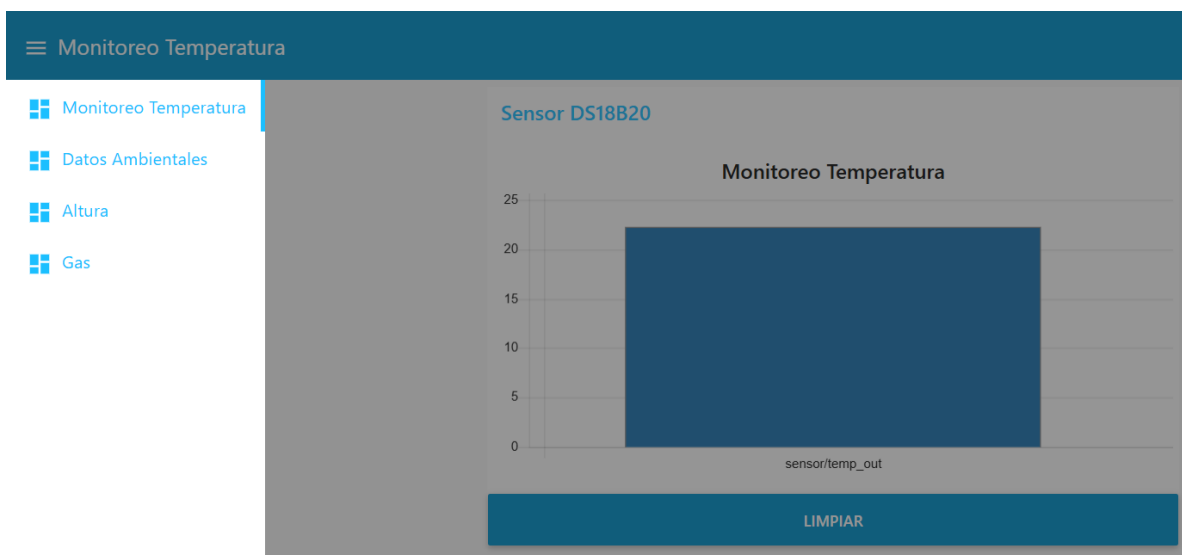 Monitoreo Temperatura
Monitoreo Temperatura
Datos Ambientales
Altura
Gas
Sensor DS18B20
Monitoreo Temperatura
25
20
15
10
5
0
sensor/temp_out
LIMPIAR